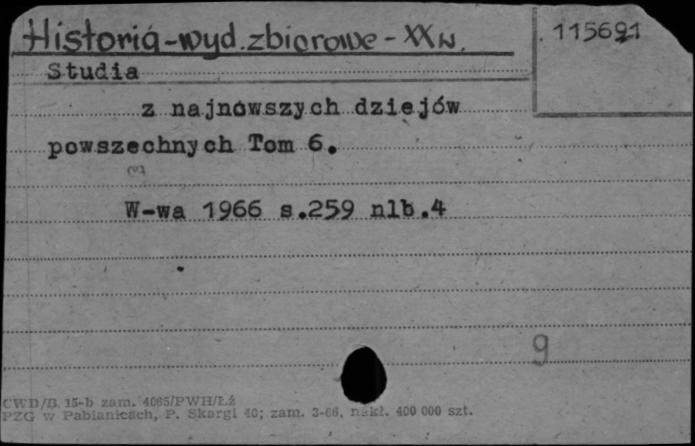 Historia-wyd.zbiorowe - XXw.
115691
Studia
z najnowszych dziejów
powszechnych Tom 6.
W-wa 1966 s.259 nlb.4
9
CWD/B. 15-b zam. 4065/PWH/Łź
PZG w Pabianicach, P. Skargi 40; zam. 3-66, nakł. 400 000 szt.